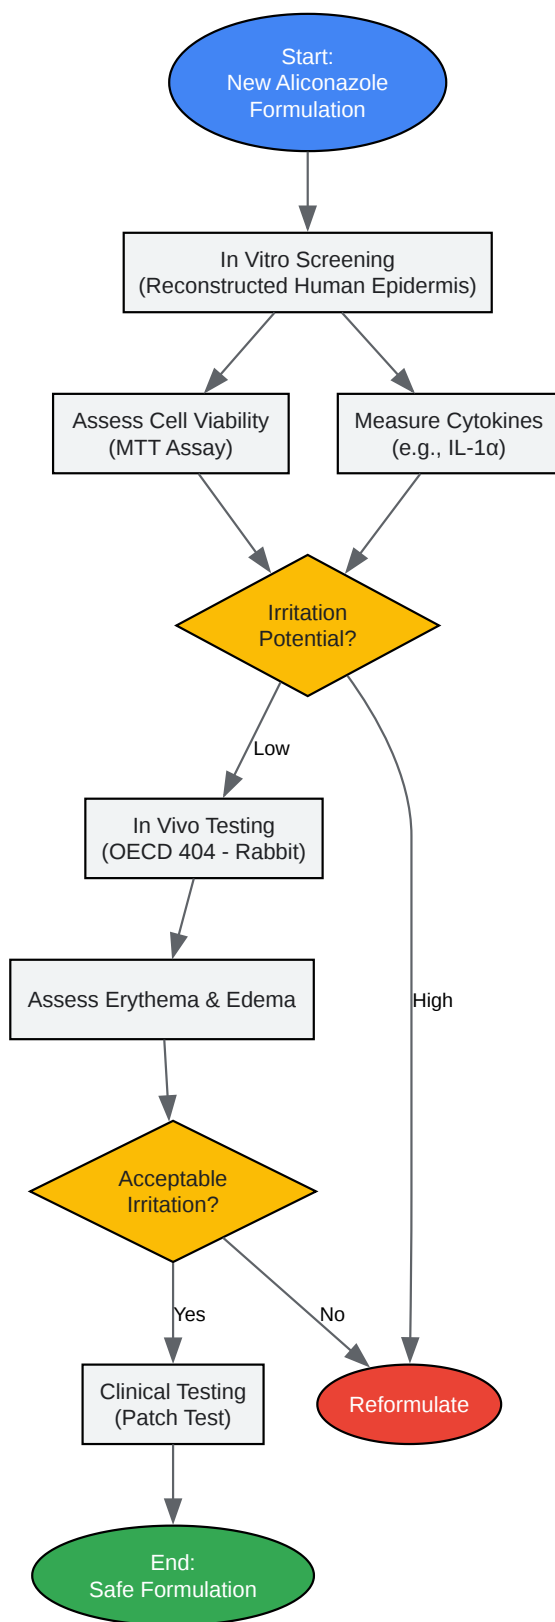 Start:
New Aliconazole
Formulation
In Vitro Screening
(Reconstructed Human Epidermis)
Assess Cell Viability
(MTT Assay)
Measure Cytokines
(e.g., IL-1α)
Irritation
Potential?
Low
In Vivo Testing
(OECD 404 - Rabbit)
Assess Erythema & Edema
High
Acceptable
Irritation?
Yes
No
Clinical Testing
(Patch Test)
Reformulate
End:
Safe Formulation